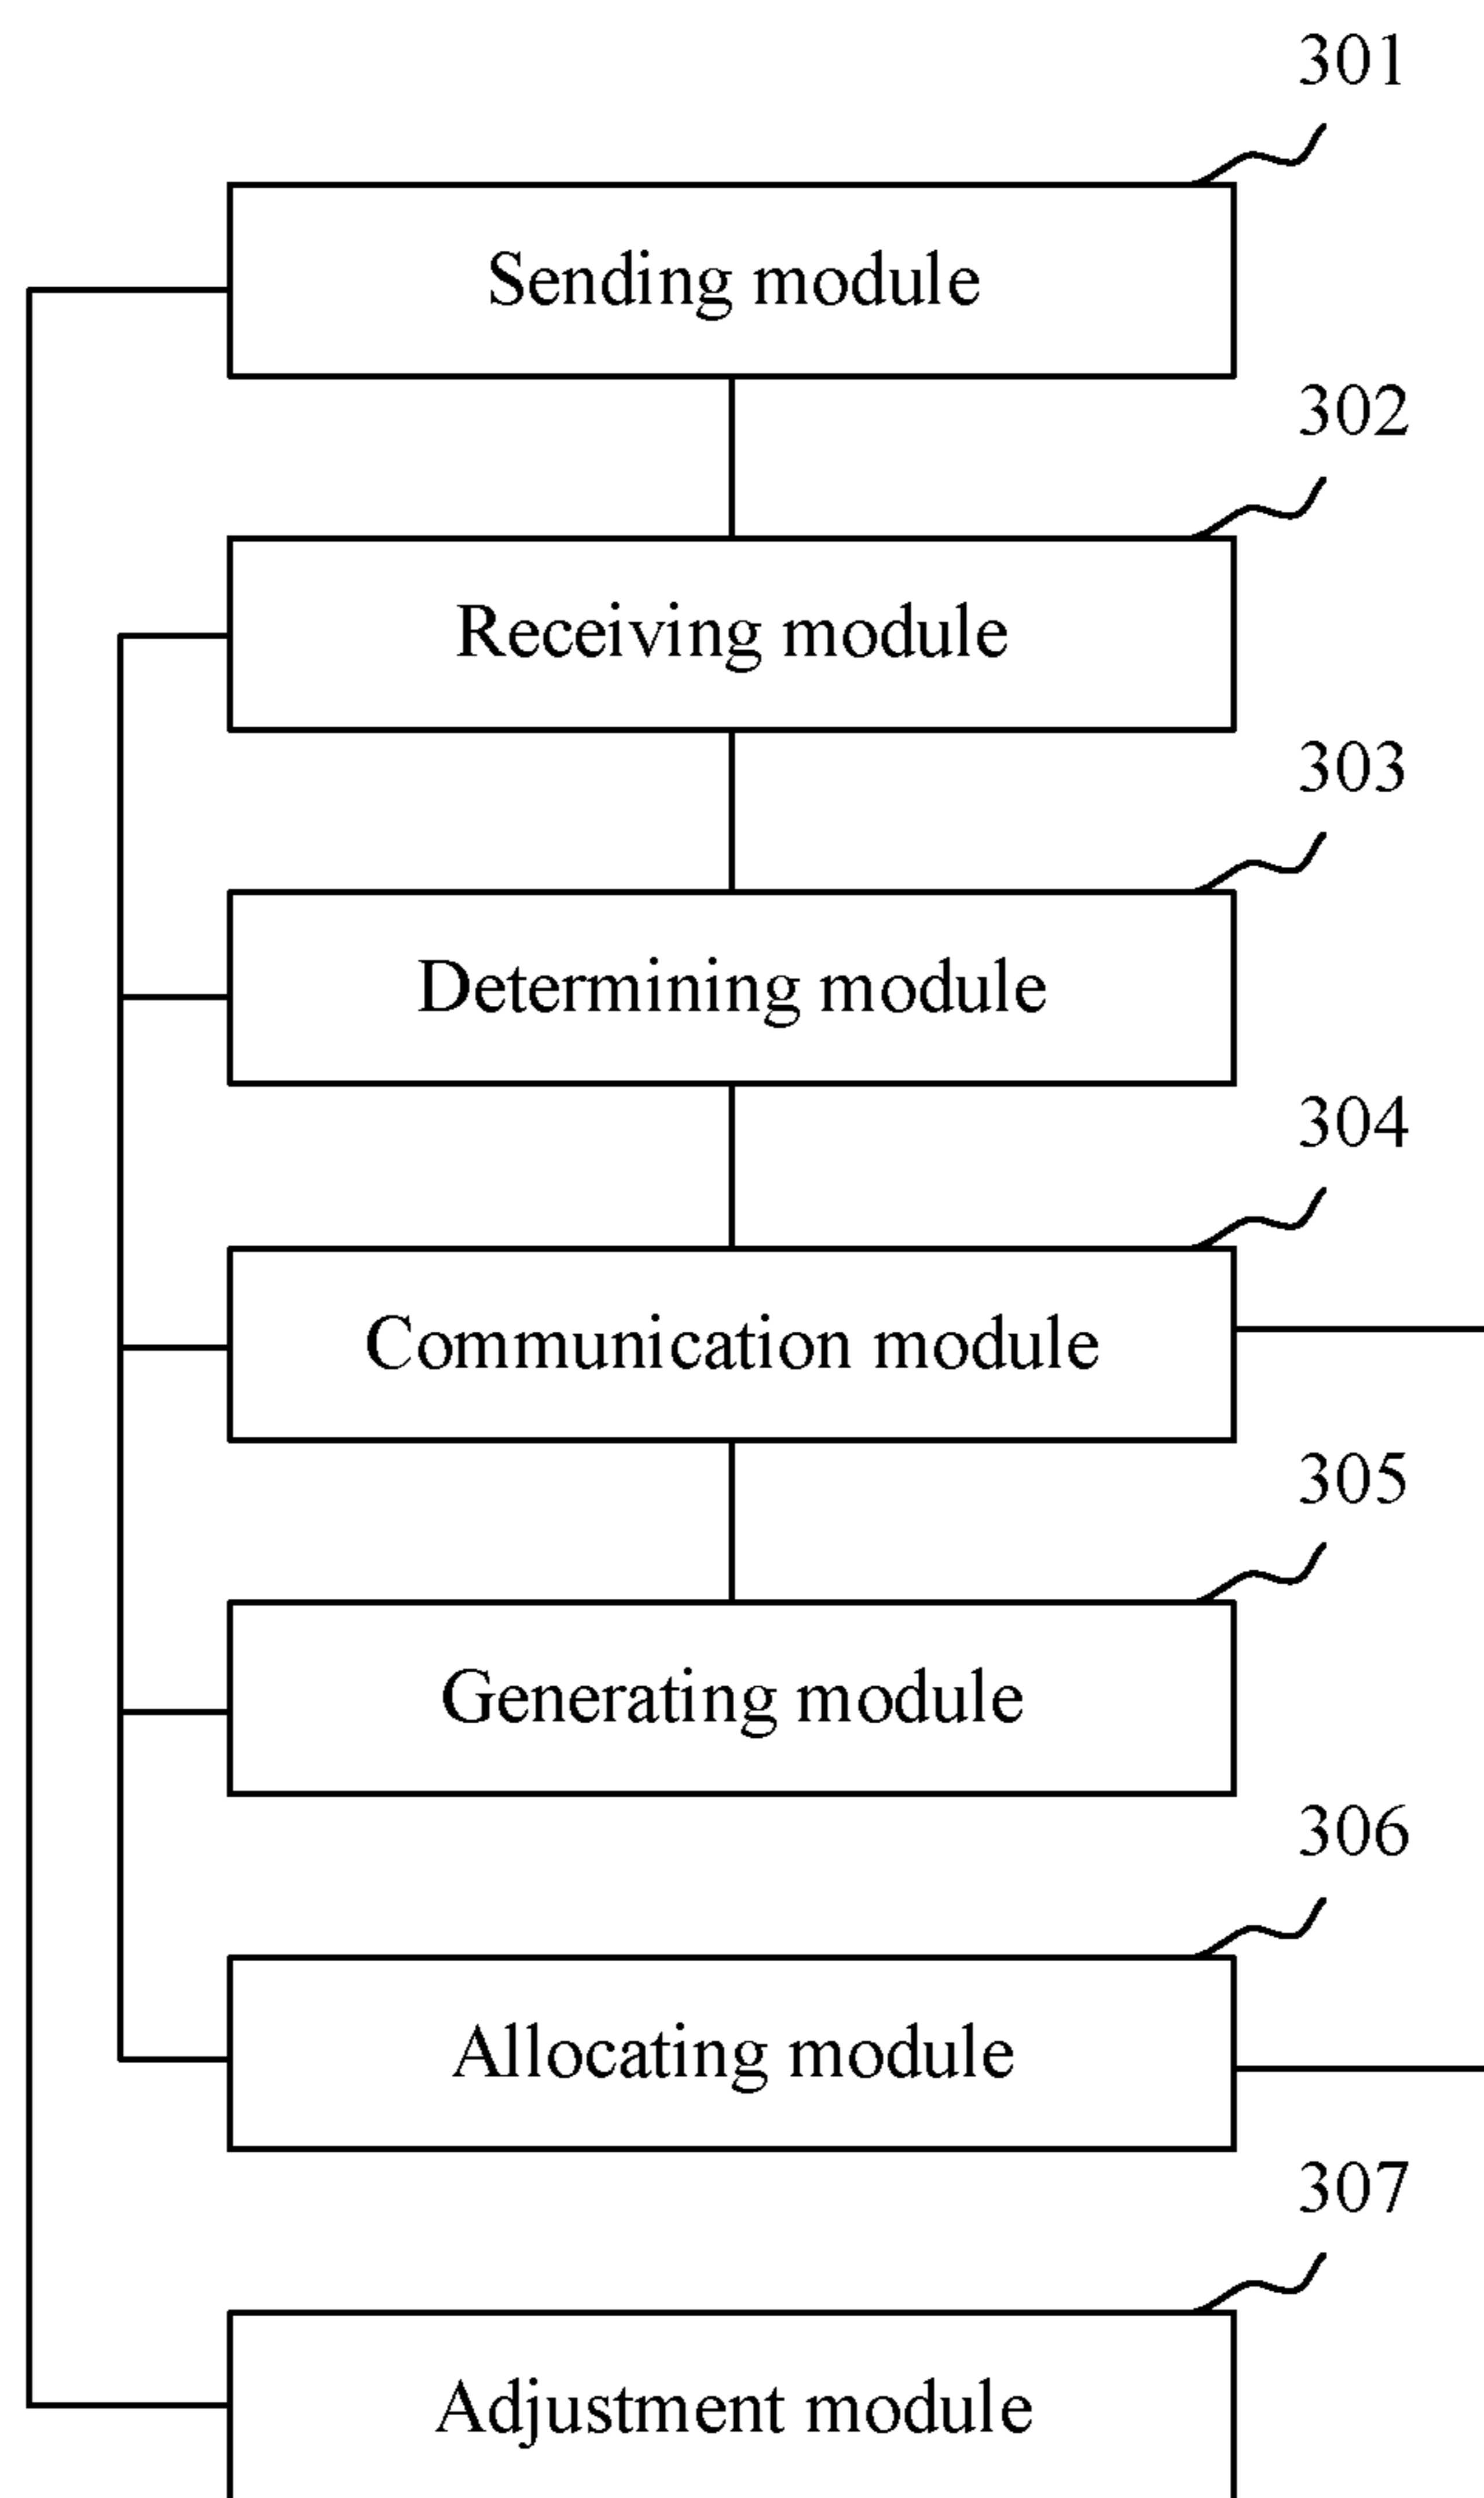 301
Sending module
302
Receiving module
303
Determining module
304
Communication module
305
Generating module
306
Allocating module
307
Adjustment module